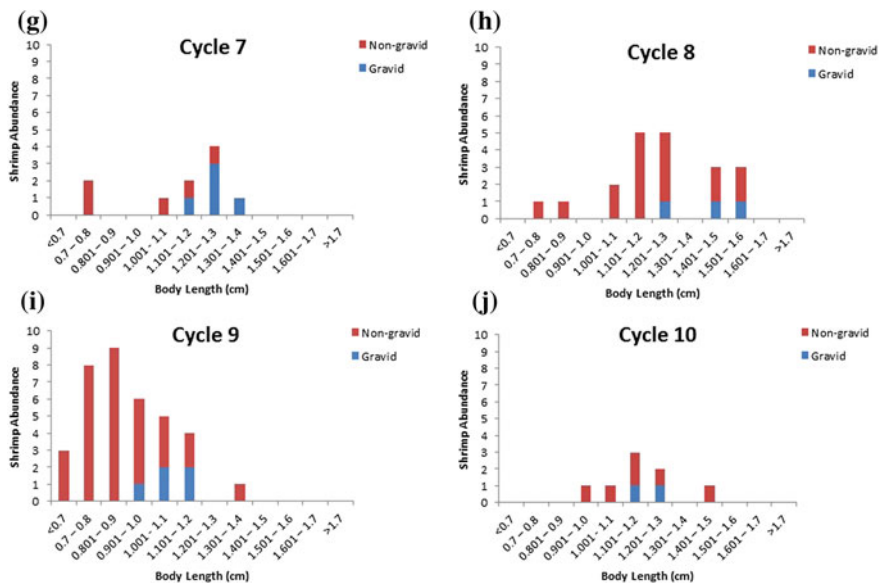 (g)
Cycle 7
Non-gravid
Gravid
Shrimp Abundance
10
9
8
7
6
5
4
3
2
1
0
<0.7
0.7 – 0.8
0.801 – 0.9
0.901 – 1.0
1.001 - 1.1
1.101 – 1.2
1.201 – 1.3
1.301 – 1.4
1.401 – 1.5
1.501 – 1.6
1.601 – 1.7
>1.7
Body Length (cm)
(h)
Cycle 8
Non-gravid
Gravid
Shrimp Abundance
10
9
8
7
6
5
4
3
2
1
0
<0.7
0.7 – 0.8
0.801 – 0.9
0.901 – 1.0
1.001 - 1.1
1.101 – 1.2
1.201 – 1.3
1.301 – 1.4
1.401 – 1.5
1.501 – 1.6
1.601 – 1.7
>1.7
Body Length (cm)
(i)
Cycle 9
Non-gravid
Gravid
Shrimp Abundance
10
9
8
7
6
5
4
3
2
1
0
<0.7
0.7 – 0.8
0.801 – 0.9
0.901 – 1.0
1.001 - 1.1
1.101 – 1.2
1.201 – 1.3
1.301 – 1.4
1.401 – 1.5
1.501 – 1.6
1.601 – 1.7
>1.7
Body Length (cm)
(j)
Cycle 10
Non-gravid
Gravid
Shrimp Abundance
10
9
8
7
6
5
4
3
2
1
0
<0.7
0.7 – 0.8
0.801 – 0.9
0.901 – 1.0
1.001 - 1.1
1.101 – 1.2
1.201 – 1.3
1.301 – 1.4
1.401 – 1.5
1.501 – 1.6
1.601 – 1.7
>1.7
Body Length (cm)